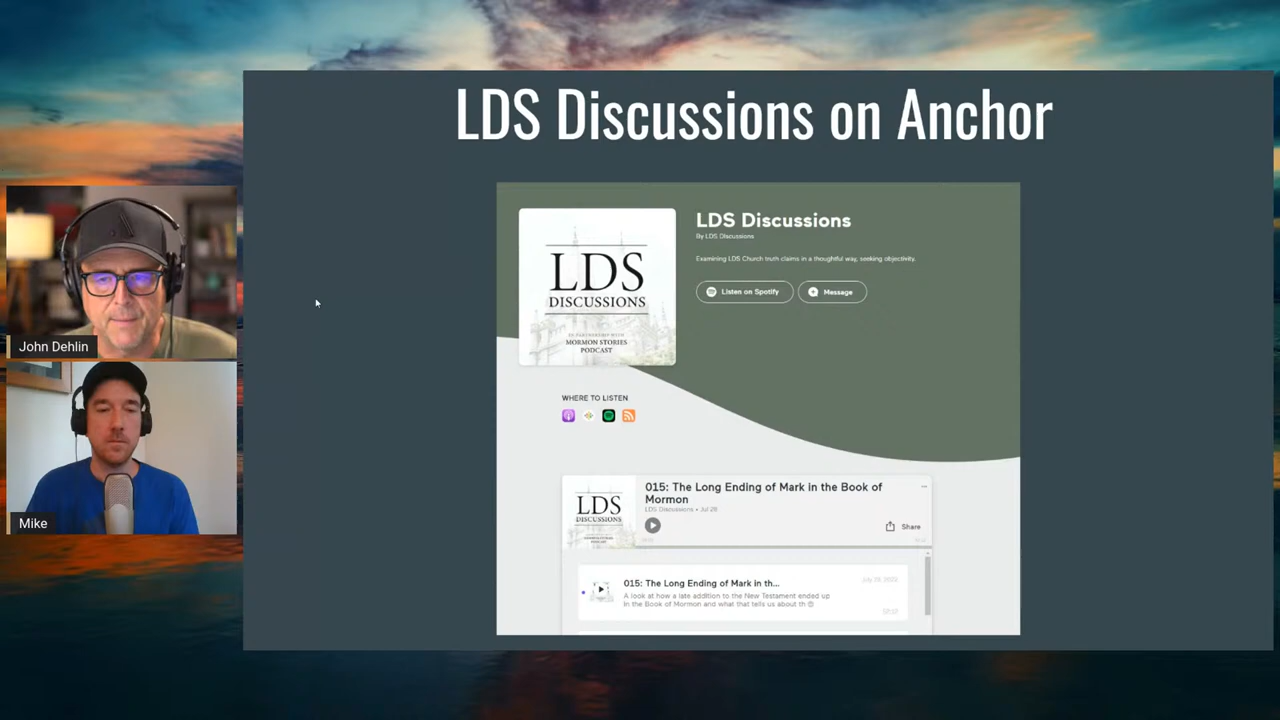 LDS Discussions on Anchor
John Dehlin
Mike
LDS
DISCUSSIONS
IN PARTNERSHIP WITH
MORMON STORIES
PODCAST
LDS Discussions
By LDS Discussions
Examining LDS Church truth claims in a thoughtful way, seeking objectivity.
Listen on Spotify
Message
WHERE TO LISTEN
LDS
DISCUSSIONS
015: The Long Ending of Mark in the Book of
Mormon
LDS Discussions • Jul 28
Share
015: The Long Ending of Mark in th...
A look at how a late addition to the New Testament ended up
in the Book of Mormon and what that tells us about th